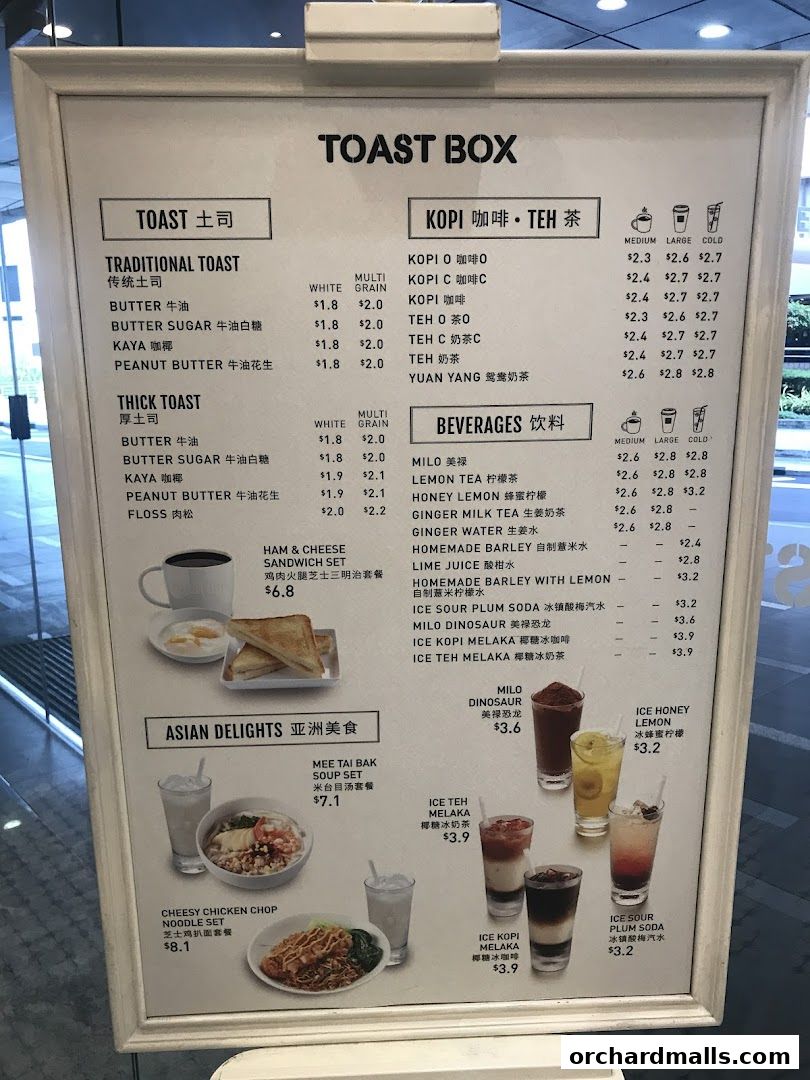 TOAST BOX
TOAST 土司
TRADITIONAL TOAST
传统土司
WHITE MULTI GRAIN
BUTTER 牛油 $1.8 $2.0
BUTTER SUGAR 牛油白糖 $1.8 $2.0
KAYA 咖椰 $1.8 $2.0
PEANUT BUTTER 牛油花生 $1.8 $2.0
THICK TOAST
厚土司
WHITE MULTI GRAIN
BUTTER 牛油 $1.8 $2.0
BUTTER SUGAR 牛油白糖 $1.8 $2.0
KAYA 咖椰 $1.9 $2.1
PEANUT BUTTER 牛油花生 $1.9 $2.1
FLOSS 肉松 $2.0 $2.2
HAM & CHEESE
SANDWICH SET
鸡肉火腿芝士三明治套餐
$6.8
ASIAN DELIGHTS 亚洲美食
MEE TAI BAK
SOUP SET
米台目汤套餐
$7.1
CHEESY CHICKEN CHOP
NOODLE SET
芝士鸡扒面套餐
$8.1
KOPI 咖啡 • TEH 茶
MEDIUM LARGE COLD
KOPI O 咖啡O $2.3 $2.6 $2.7
KOPI C 咖啡C $2.4 $2.7 $2.7
KOPI 咖啡 $2.4 $2.7 $2.7
TEH O 茶O $2.3 $2.6 $2.7
TEH C 奶茶C $2.4 $2.7 $2.7
TEH 奶茶 $2.4 $2.7 $2.7
YUAN YANG 鸳鸯奶茶 $2.6 $2.8 $2.8
BEVERAGES 饮料
MEDIUM LARGE COLD
MILO 美禄 $2.6 $2.8 $2.8
LEMON TEA 柠檬茶 $2.6 $2.8 $2.8
HONEY LEMON 蜂蜜柠檬 $2.6 $2.8 $3.2
GINGER MILK TEA 生姜奶茶 $2.6 $2.8 –
GINGER WATER 生姜水 $2.6 $2.8 –
HOMEMADE BARLEY 自制薏米水 – – $2.4
LIME JUICE 酸柑水 – – $2.8
HOMEMADE BARLEY WITH LEMON – – $3.2
自制薏米柠檬水
ICE SOUR PLUM SODA 冰镇酸梅汽水 – – $3.2
MILO DINOSAUR 美禄恐龙 – – $3.6
ICE KOPI MELAKA 椰糖冰咖啡 – – $3.9
ICE TEH MELAKA 椰糖冰奶茶 – – $3.9
MILO
DINOSAUR
美禄恐龙
$3.6
ICE HONEY
LEMON
冰蜂蜜柠檬
$3.2
ICE TEH
MELAKA
椰糖冰奶茶
$3.9
ICE KOPI
MELAKA
椰糖冰咖啡
$3.9
ICE SOUR
PLUM SODA
冰镇酸梅汽水
$3.2
orchardmalls.com